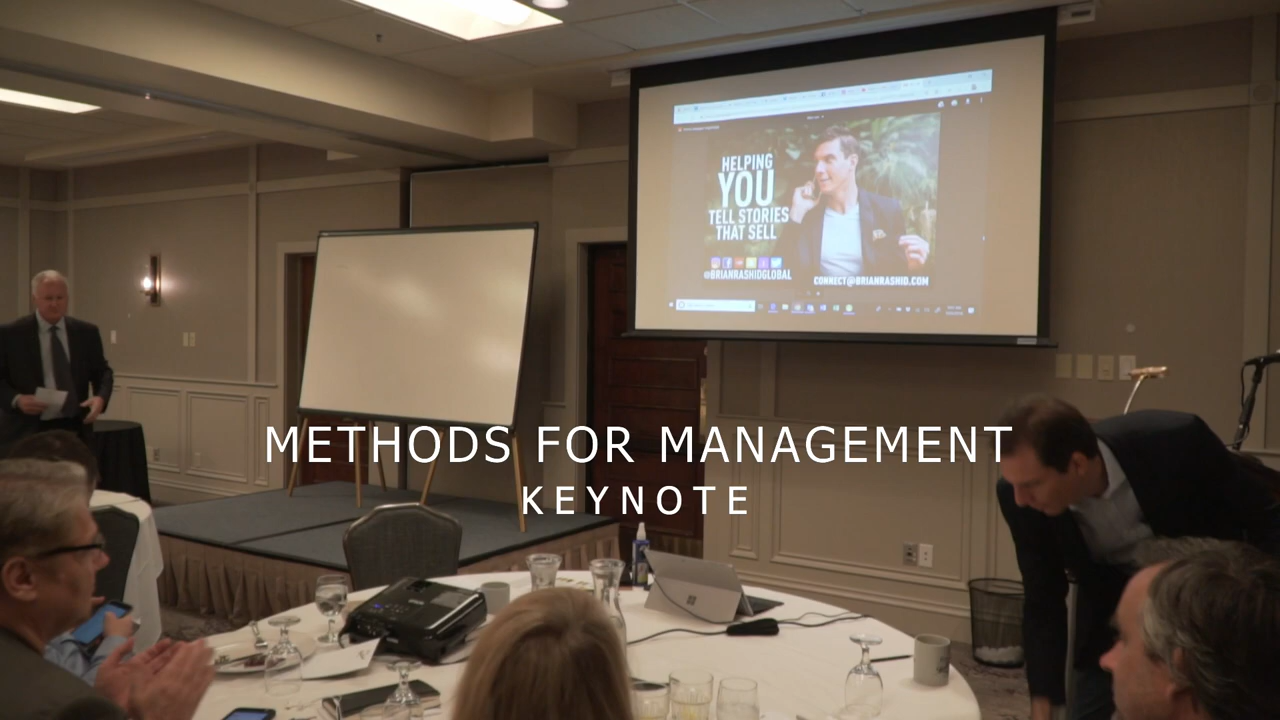 HELPING
YOU
TELL STORIES
THAT SELL
@BRIANRASHIDGLOBAL
CONNECT@BRIANRASHID.COM
METHODS FOR MANAGEMENT
KEYNOTE